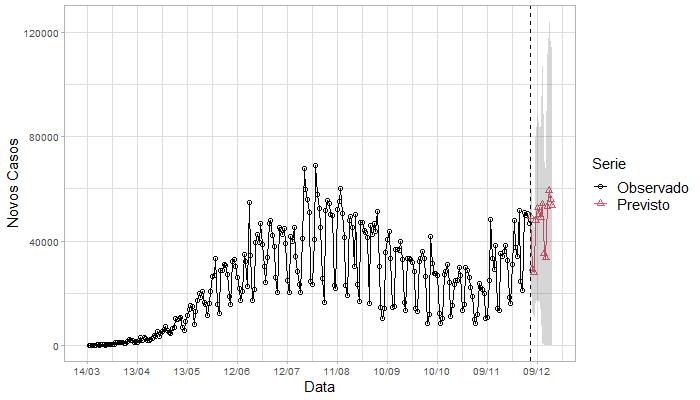 120000
80000
40000
0
Novos Casos
14/03 13/04 13/05 12/06 12/07 11/08 10/09 10/10 09/11 09/12
Data
Serie
Observado
Previsto